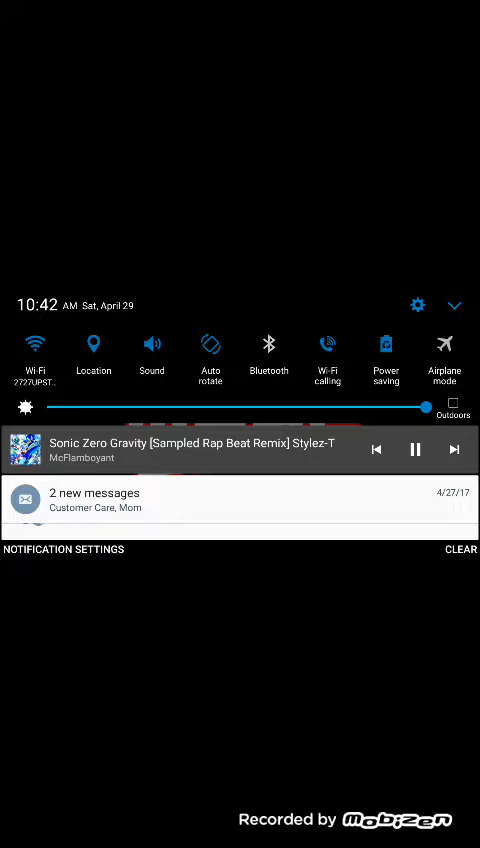 10:42 AM Sat, April 29
Wi-Fi
2727UPST..
Location
Sound
Auto
rotate
Bluetooth
Wi-Fi
calling
Power
saving
Airplane
mode
Outdoors
Sonic Zero Gravity [Sampled Rap Beat Remix] Stylez-T
McFlamboyant
2 new messages 4/27/17
Customer Care, Mom
NOTIFICATION SETTINGS CLEAR
Recorded by Mobizen